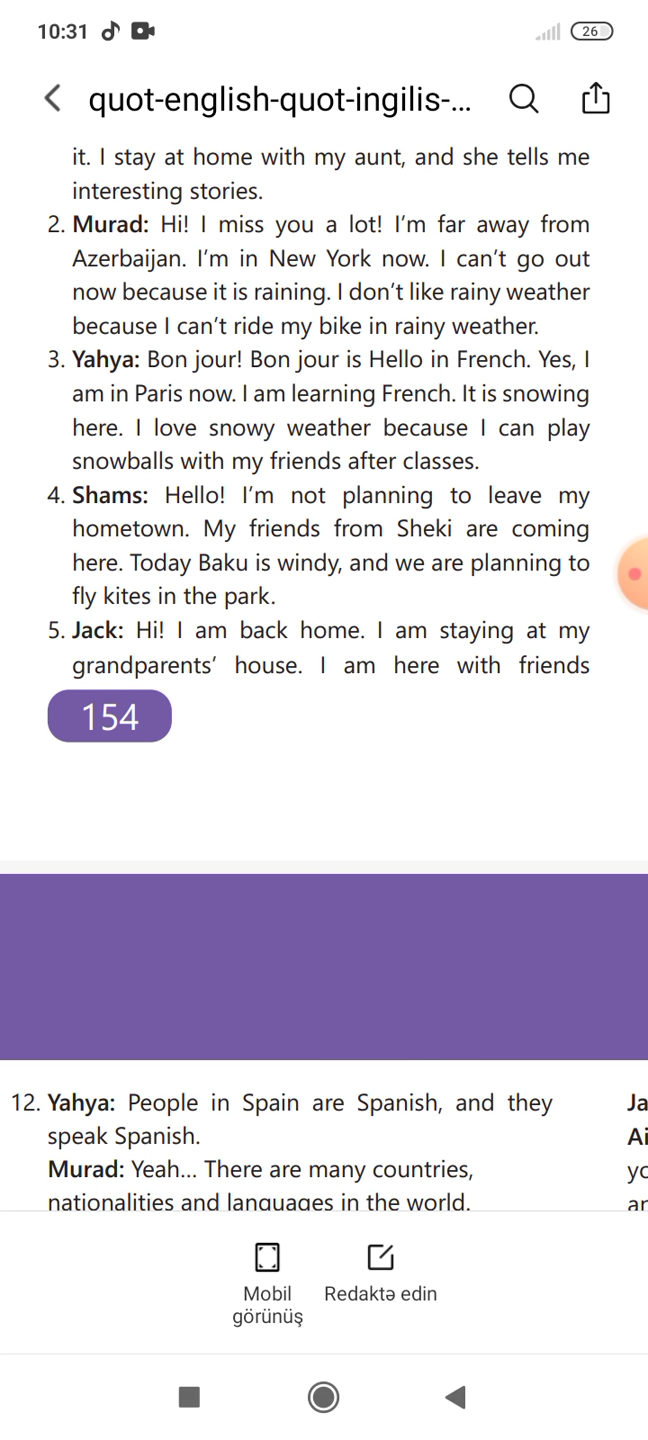 10:31
26
quot-english-quot-ingilis-...
it. I stay at home with my aunt, and she tells me
interesting stories.
2. Murad: Hi! I miss you a lot! I’m far away from
Azerbaijan. I’m in New York now. I can’t go out
now because it is raining. I don’t like rainy weather
because I can’t ride my bike in rainy weather.
3. Yahya: Bon jour! Bon jour is Hello in French. Yes, I
am in Paris now. I am learning French. It is snowing
here. I love snowy weather because I can play
snowballs with my friends after classes.
4. Shams: Hello! I’m not planning to leave my
hometown. My friends from Sheki are coming
here. Today Baku is windy, and we are planning to
fly kites in the park.
5. Jack: Hi! I am back home. I am staying at my
grandparents’ house. I am here with friends
154
12. Yahya: People in Spain are Spanish, and they
speak Spanish.
Murad: Yeah... There are many countries,
nationalities and languages in the world.
Ja
Ai
yo
ar
Mobil
görünüş
Redaktə edin